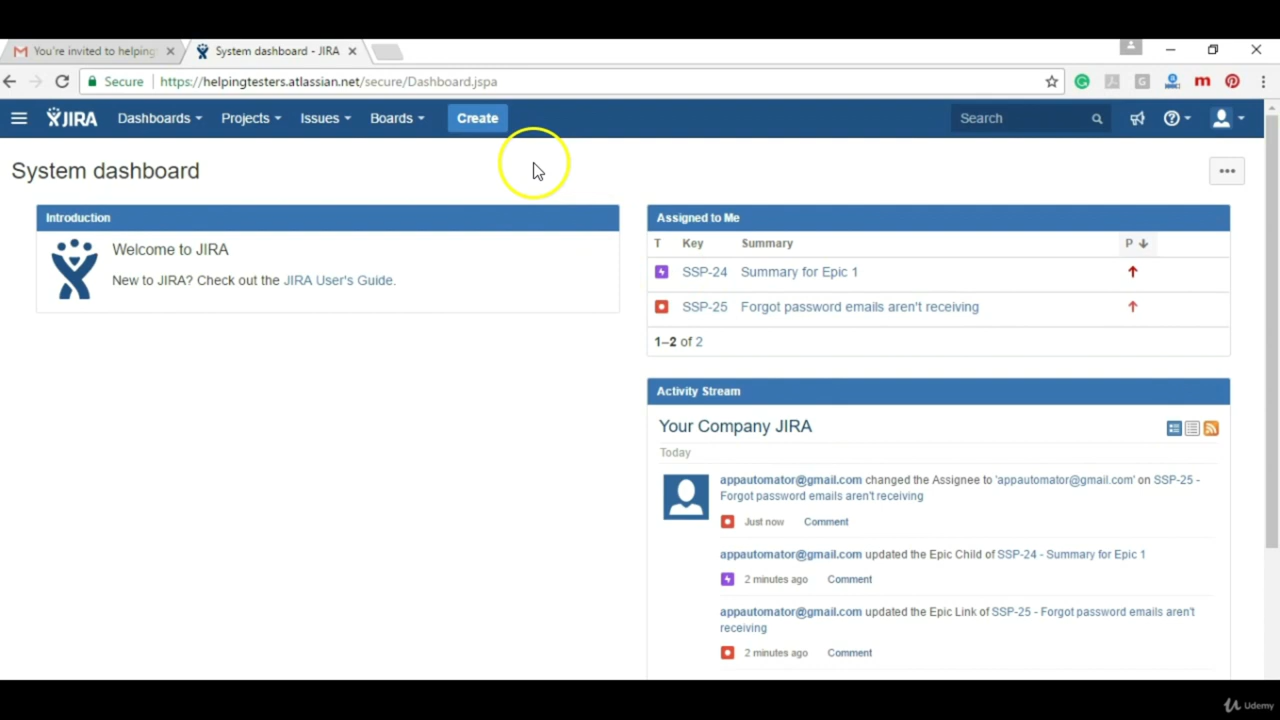 You're invited to helping
System dashboard - JIRA
Secure
https://helpingtesters.atlassian.net/secure/Dashboard.jspa
G
m
JIRA
Dashboards
Projects
Issues
Boards
Create
Search
System dashboard
Introduction
Welcome to JIRA
New to JIRA? Check out the JIRA User's Guide.
Assigned to Me
T Key Summary P
SSP-24 Summary for Epic 1
SSP-25 Forgot password emails aren't receiving
1–2 of 2
Activity Stream
Your Company JIRA
Today
appautomator@gmail.com changed the Assignee to 'appautomator@gmail.com' on SSP-25 -
Forgot password emails aren't receiving
Just now Comment
appautomator@gmail.com updated the Epic Child of SSP-24 - Summary for Epic 1
2 minutes ago Comment
appautomator@gmail.com updated the Epic Link of SSP-25 - Forgot password emails aren't
receiving
2 minutes ago Comment
Udemy